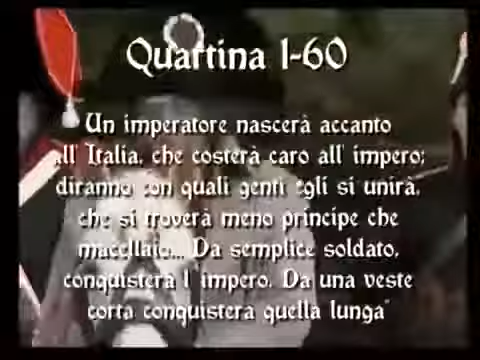 Quartina I-60
Un imperatore nascerà accanto
all' Italia, che costerà caro all' impero;
diranno con quali genti egli si unirà,
che si troverà meno principe che
macellaio... Da semplice soldato,
conquisterà l' impero. Da una veste
corta conquisterà quella lunga"